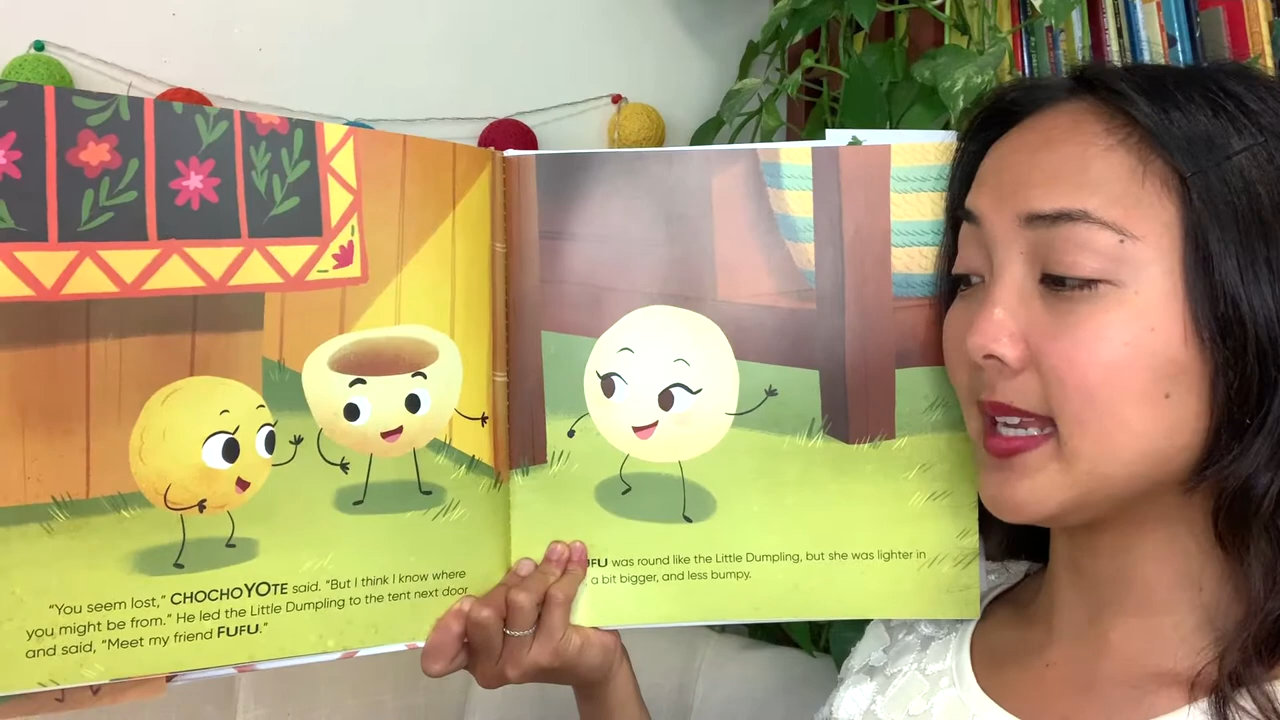 "You seem lost," CHOCHOYOTE said. "But I think I know where
you might be from." He led the Little Dumpling to the tent next door
and said, "Meet my friend FUFU."
UFU was round like the Little Dumpling, but she was lighter in
a bit bigger, and less bumpy.